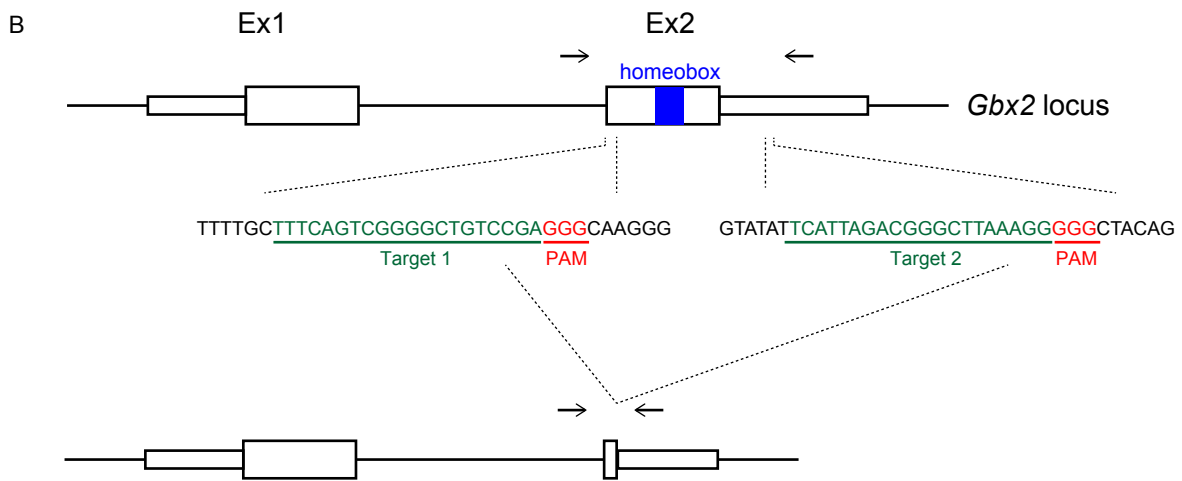 B
Ex1 Ex2
homeobox
Gbx2 locus
TTTTGCTTTCAGTCGGGGCTGTCCGAGGGCAAGGG GTATATTCATTAGACGGGCTTAAAGGGGGCTACAG
Target 1 PAM Target 2 PAM